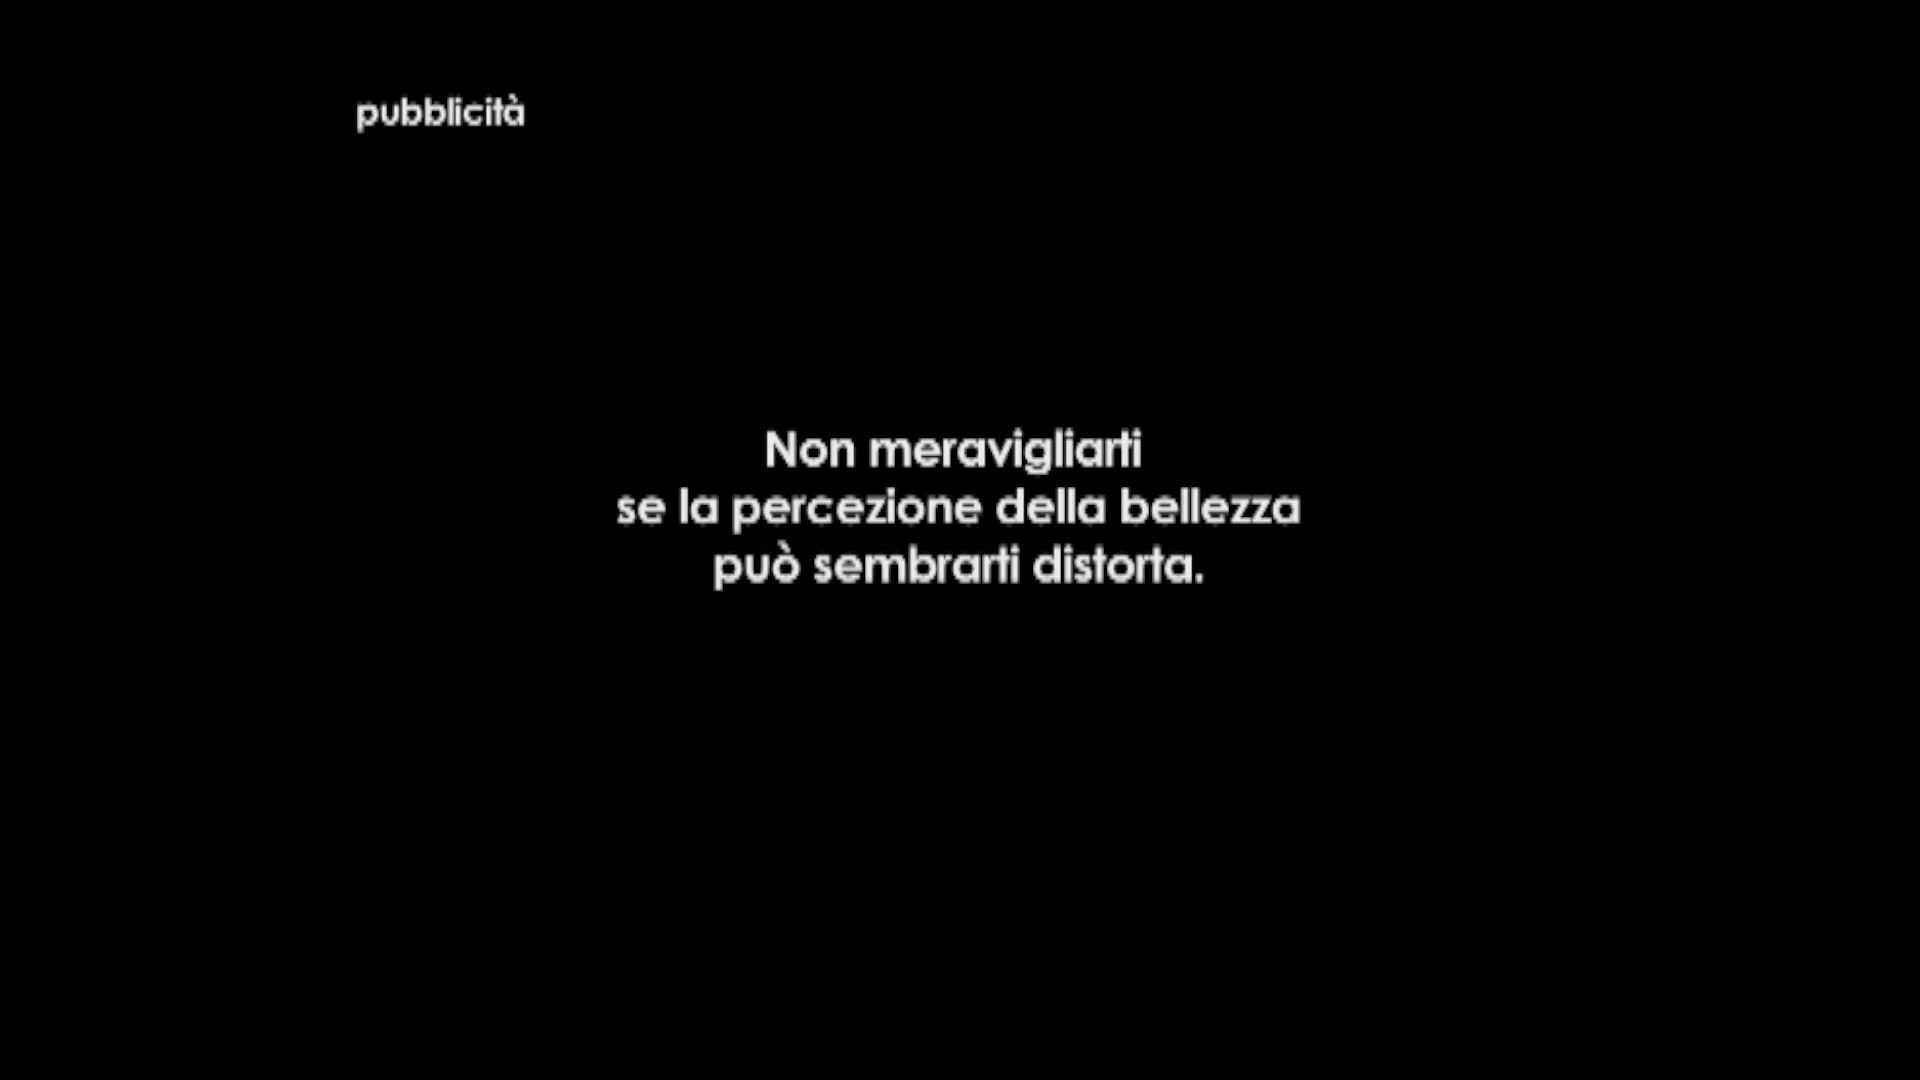 pubblicità
Non meravigliarti
se la percezione della bellezza
può sembrarti distorta.